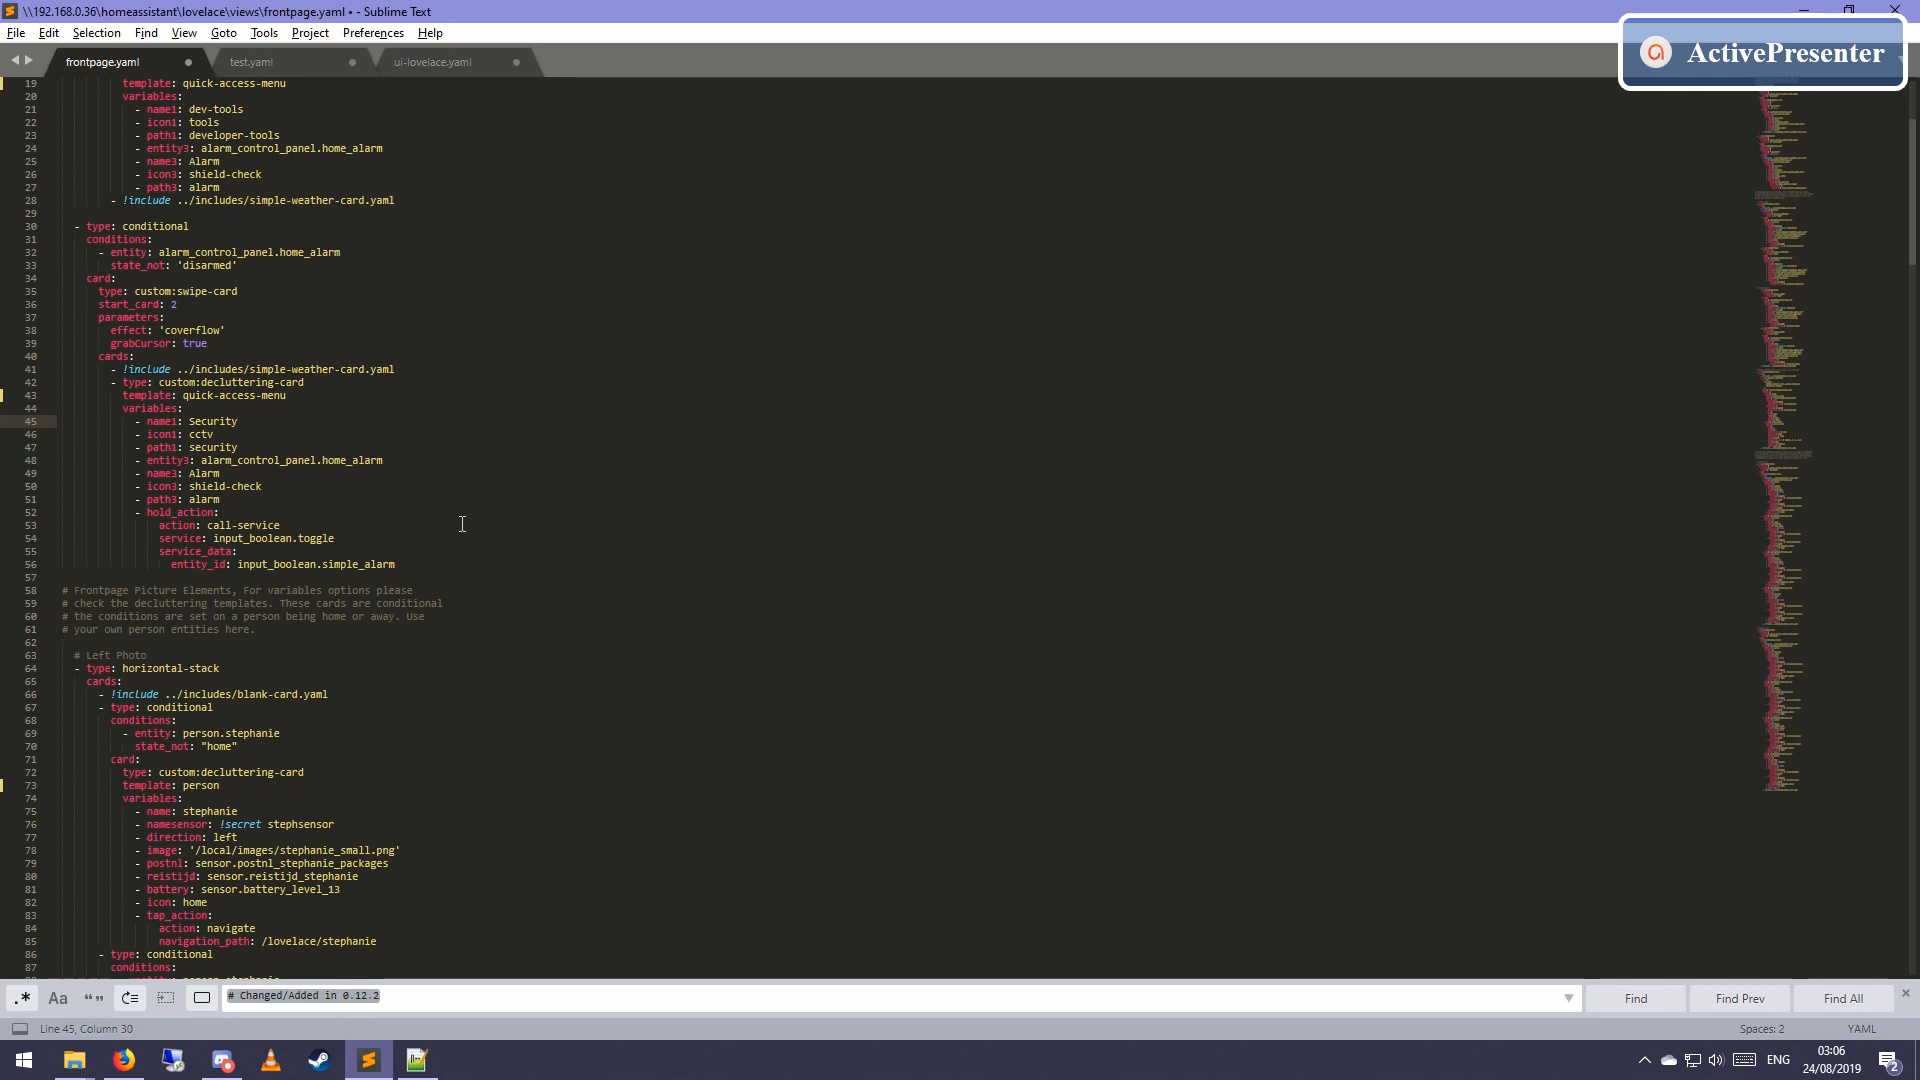 \\192.168.0.36\homeassistant\lovelace\views\frontpage.yaml • - Sublime Text
File Edit Selection Find View Goto Tools Project Preferences Help
ActivePresenter
frontpage.yaml test.yaml ui-lovelace.yaml
19 template: quick-access-menu
20 variables:
21 - name1: dev-tools
22 - icon1: tools
23 - path1: developer-tools
24 - entity3: alarm_control_panel.home_alarm
25 - name3: Alarm
26 - icon3: shield-check
27 - path3: alarm
28 - !include ../includes/simple-weather-card.yaml
29
30 - type: conditional
31 conditions:
32 - entity: alarm_control_panel.home_alarm
33 state_not: 'disarmed'
34 card:
35 type: custom:swipe-card
36 start_card: 2
37 parameters:
38 effect: 'coverflow'
39 grabCursor: true
40 cards:
41 - !include ../includes/simple-weather-card.yaml
42 - type: custom:decluttering-card
43 template: quick-access-menu
44 variables:
45 - name1: Security
46 - icon1: cctv
47 - path1: security
48 - entity3: alarm_control_panel.home_alarm
49 - name3: Alarm
50 - icon3: shield-check
51 - path3: alarm
52 - hold_action:
53 action: call-service
54 service: input_boolean.toggle
55 service_data:
56 entity_id: input_boolean.simple_alarm
57
58 # Frontpage Picture Elements, For variables options please
59 # check the decluttering templates. These cards are conditional
60 # the conditions are set on a person being home or away. Use
61 # your own person entities here.
62
63 # Left Photo
64 - type: horizontal-stack
65 cards:
66 - !include ../includes/blank-card.yaml
67 - type: conditional
68 conditions:
69 - entity: person.stephanie
70 state_not: "home"
71 card:
72 type: custom:decluttering-card
73 template: person
74 variables:
75 - name: stephanie
76 - namesensor: !secret stephsensor
77 - direction: left
78 - image: '/local/images/stephanie_small.png'
79 - postnl: sensor.postnl_stephanie_packages
80 - reistijd: sensor.reistijd_stephanie
81 - battery: sensor.battery_level_13
82 - icon: home
83 - tap_action:
84 action: navigate
85 navigation_path: /lovelace/stephanie
86 - type: conditional
87 conditions:
.* Aa “” # Changed/Added in 0.12.2 Find Find Prev Find All
Line 45, Column 30 Spaces: 2 YAML
ENG 03:06
24/08/2019 2